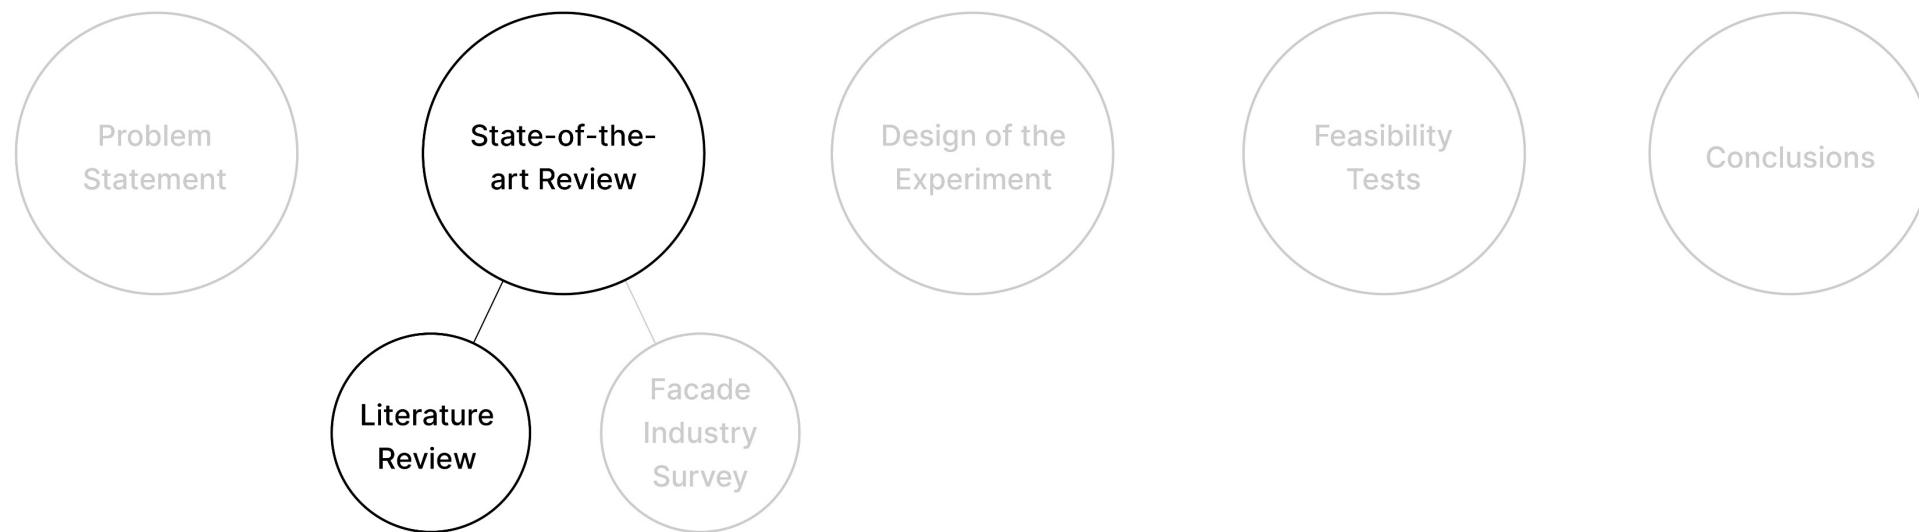 Problem
Statement
State-of-the-
art Review
Design of the
Experiment
Feasibility
Tests
Conclusions
Literature
Review
Facade
Industry
Survey